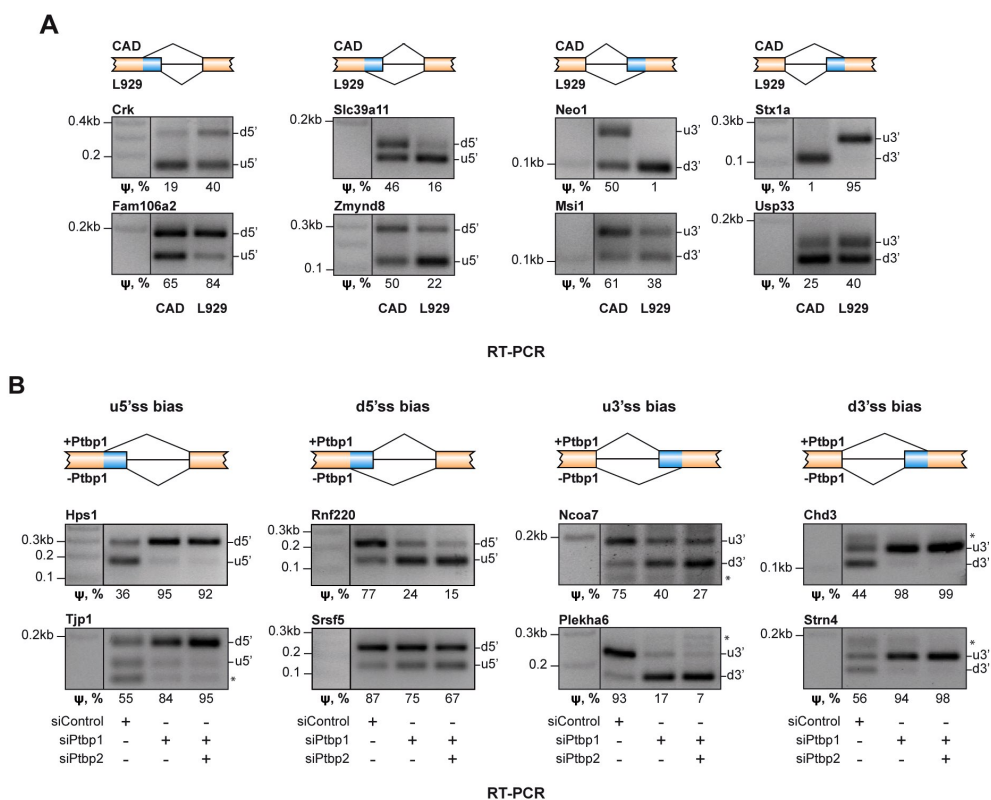 A
CAD
L929
CAD
L929
CAD
L929
CAD
L929
Crk
0.4kb
0.2
d5'
u5'
ψ, % 19 40
Slc39a11
0.2kb
d5'
u5'
46 16
Neo1
0.1kb
u3'
d3'
50 1
Stx1a
0.3kb
0.1
u3'
d3'
1 95
Fam106a2
0.2kb
d5'
u5'
ψ, % 65 84
CAD L929
Zmynd8
0.3kb
0.1
d5'
u5'
ψ, % 50 22
CAD L929
Msi1
0.1kb
u3'
d3'
ψ, % 61 38
CAD L929
Usp33
0.2kb
u3'
d3'
ψ, % 25 40
CAD L929
RT-PCR
B
u5'ss bias
d5'ss bias
u3'ss bias
d3'ss bias
+Ptbp1
-Ptbp1
+Ptbp1
-Ptbp1
+Ptbp1
-Ptbp1
+Ptbp1
-Ptbp1
Hps1
0.3kb
0.2
0.1
d5'
u5'
ψ, % 36 95 92
Rnf220
0.3kb
0.2
0.1
d5'
u5'
ψ, % 77 24 15
Ncoa7
0.2kb
u3'
d3'
*
ψ, % 75 40 27
Chd3
0.1kb
*
u3'
d3'
ψ, % 44 98 99
Tjp1
0.2kb
d5'
u5'
*
ψ, % 55 84 95
Srsf5
0.2
0.1
d5'
u5'
ψ, % 87 75 67
Plekha6
0.3kb
0.2
*
u3'
d3'
ψ, % 93 17 7
Strn4
0.2kb
*
u3'
d3'
ψ, % 56 94 98
siControl + - -
siPtbp1 - + +
siPtbp2 - - +
siControl + - -
siPtbp1 - + +
siPtbp2 - - +
siControl + - -
siPtbp1 - + +
siPtbp2 - - +
siControl + - -
siPtbp1 - + +
siPtbp2 - - +
RT-PCR